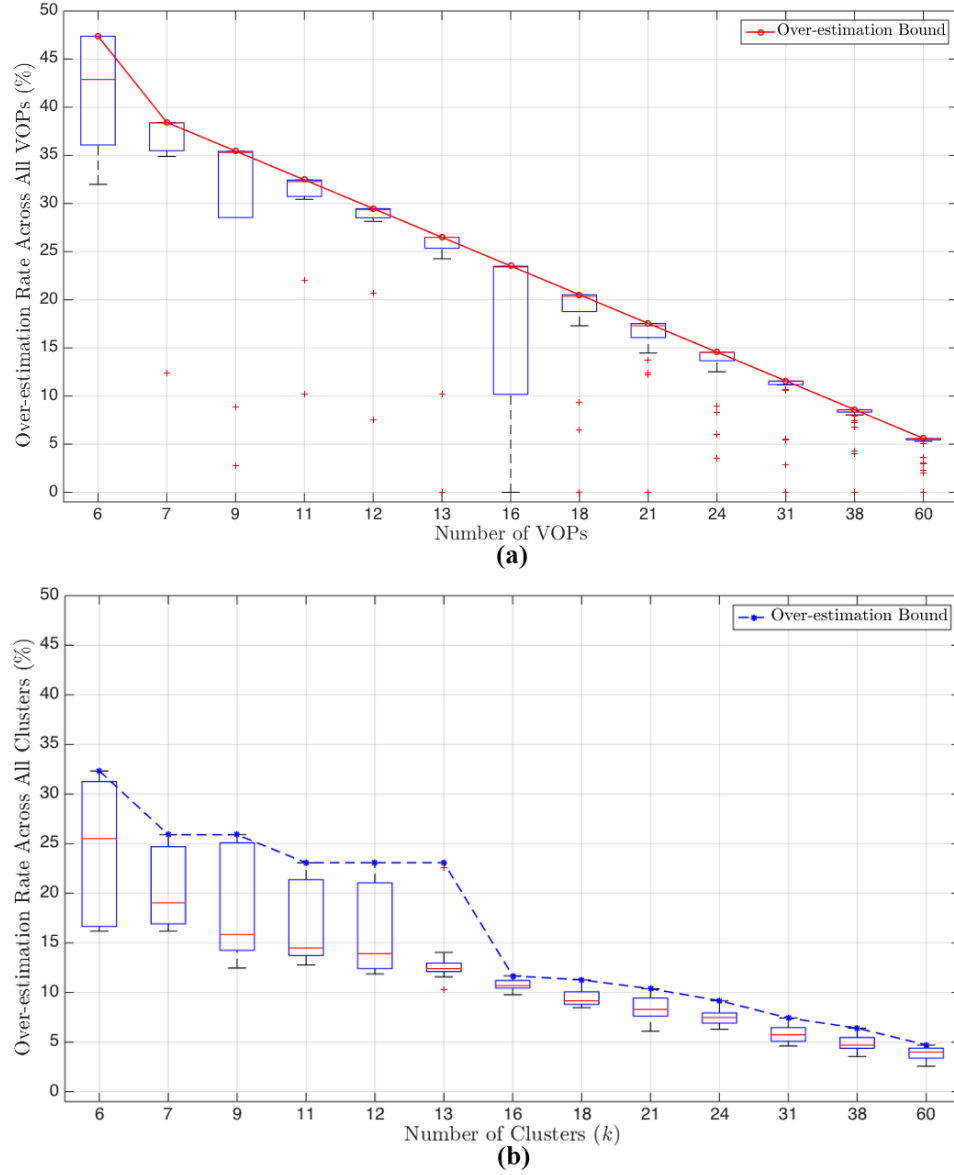 50
Over-estimation Bound
45
40
35
30
25
20
15
10
5
0
Over-estimation Rate Across All VOPs (%)
6 7 9 11 12 13 16 18 21 24 31 38 60
Number of VOPs
(a)
50
Over-estimation Bound
45
40
35
30
25
20
15
10
5
0
Over-estimation Rate Across All Clusters (%)
6 7 9 11 12 13 16 18 21 24 31 38 60
Number of Clusters (k)
(b)